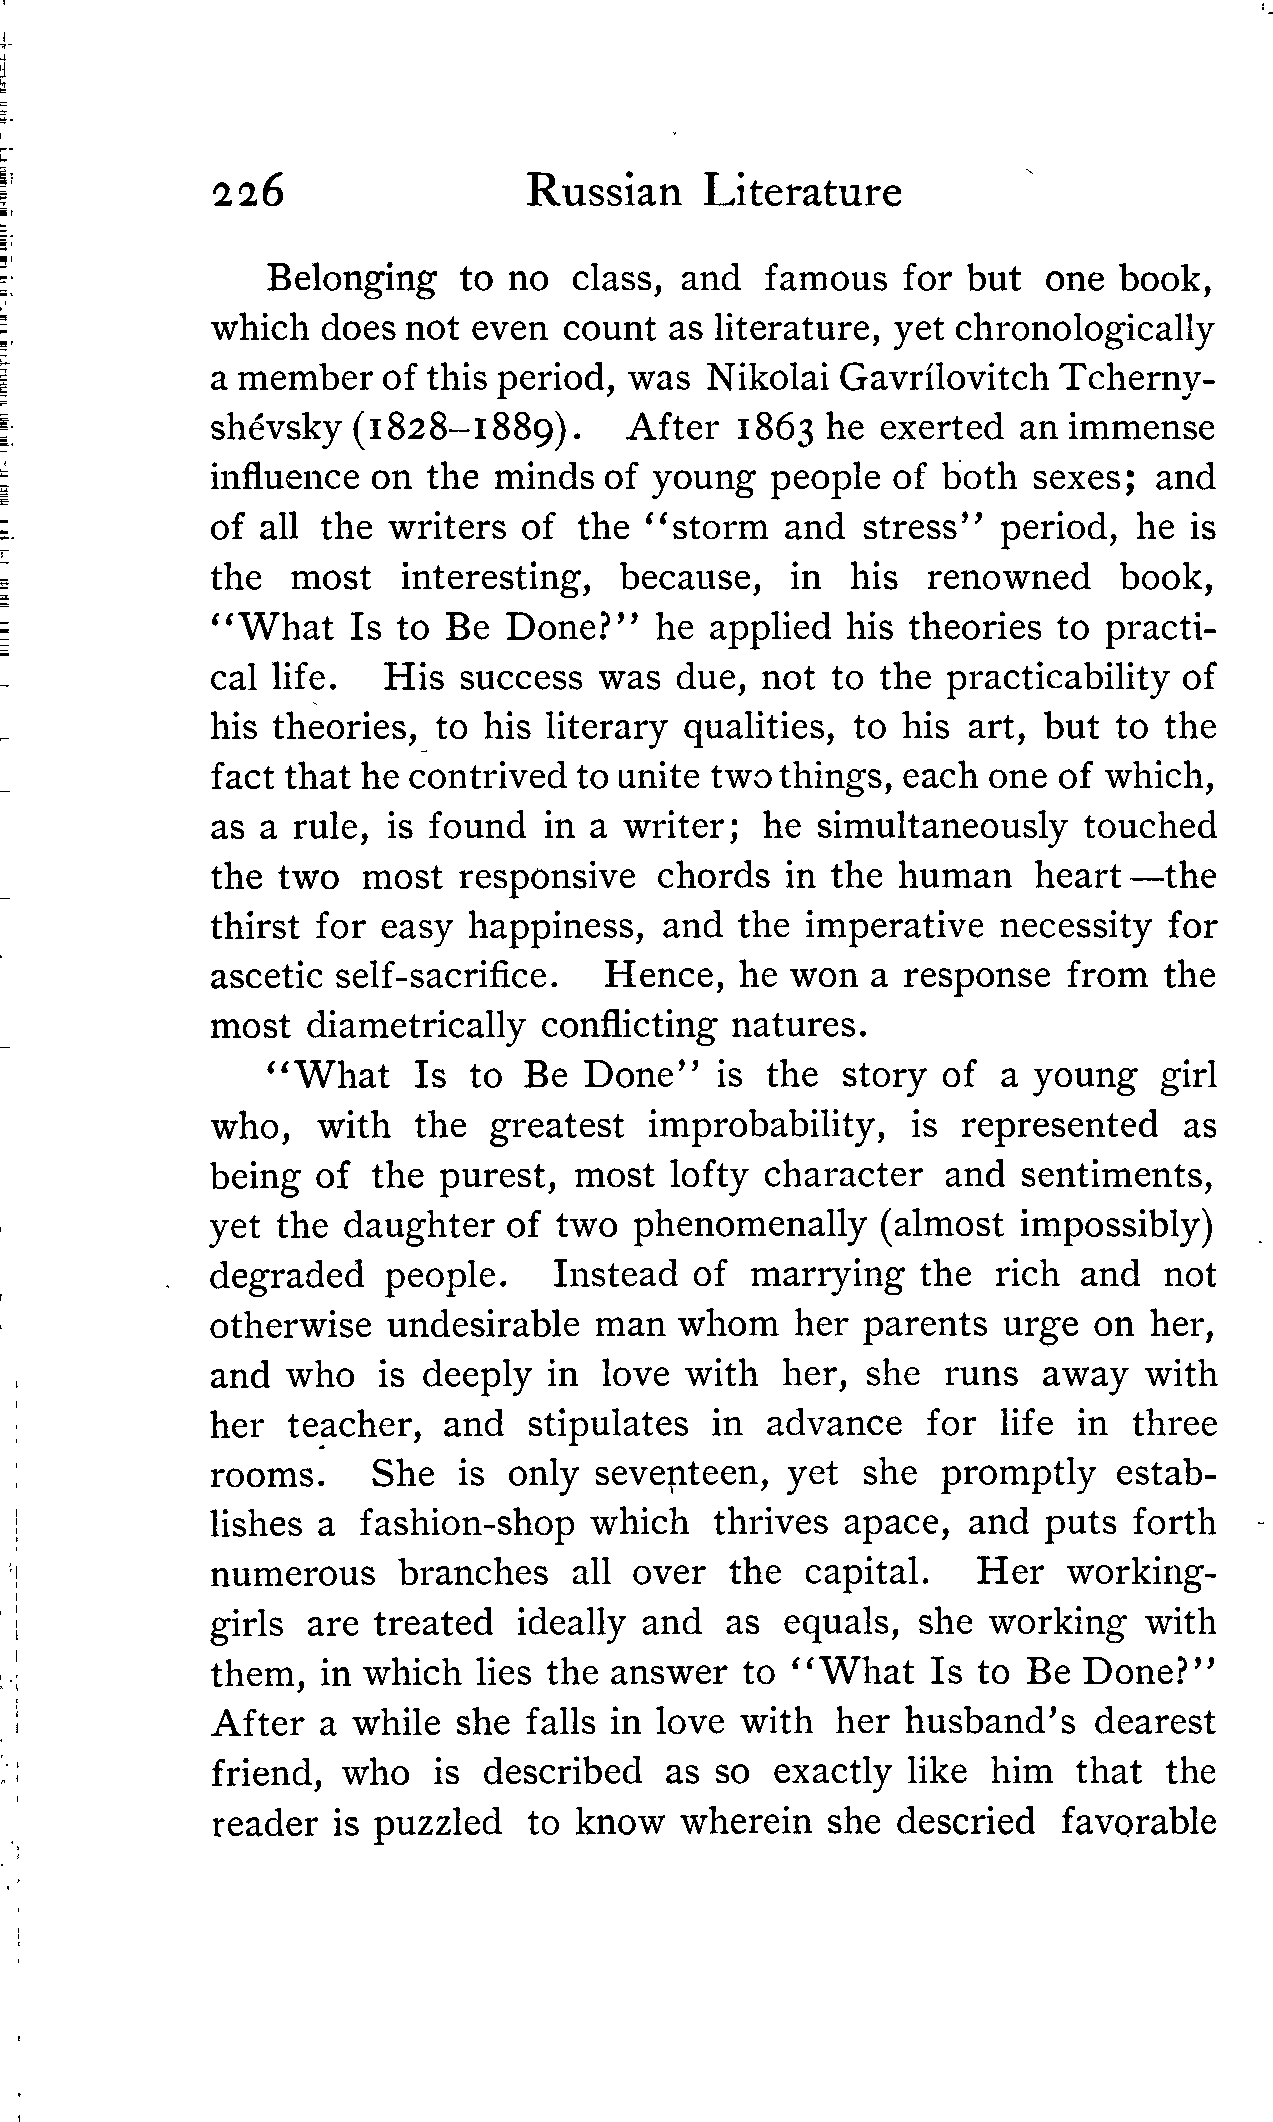 226 Russian Literature
Belonging to no class, and famous for but one book,
which does not even count as literature, yet chronologically
a member of this period, was Nikolai Gavrílovitch Tcherny-
shévsky (1828–1889). After 1863 he exerted an immense
influence on the minds of young people of both sexes; and
of all the writers of the “storm and stress” period, he is
the most interesting, because, in his renowned book,
“What Is to Be Done?” he applied his theories to practi-
cal life. His success was due, not to the practicability of
his theories, to his literary qualities, to his art, but to the
fact that he contrived to unite two things, each one of which,
as a rule, is found in a writer; he simultaneously touched
the two most responsive chords in the human heart—the
thirst for easy happiness, and the imperative necessity for
ascetic self-sacrifice. Hence, he won a response from the
most diametrically conflicting natures.
“What Is to Be Done” is the story of a young girl
who, with the greatest improbability, is represented as
being of the purest, most lofty character and sentiments,
yet the daughter of two phenomenally (almost impossibly)
degraded people. Instead of marrying the rich and not
otherwise undesirable man whom her parents urge on her,
and who is deeply in love with her, she runs away with
her teacher, and stipulates in advance for life in three
rooms. She is only seventeen, yet she promptly estab-
lishes a fashion-shop which thrives apace, and puts forth
numerous branches all over the capital. Her working-
girls are treated ideally and as equals, she working with
them, in which lies the answer to “What Is to Be Done?”
After a while she falls in love with her husband’s dearest
friend, who is described as so exactly like him that the
reader is puzzled to know wherein she descried favorable